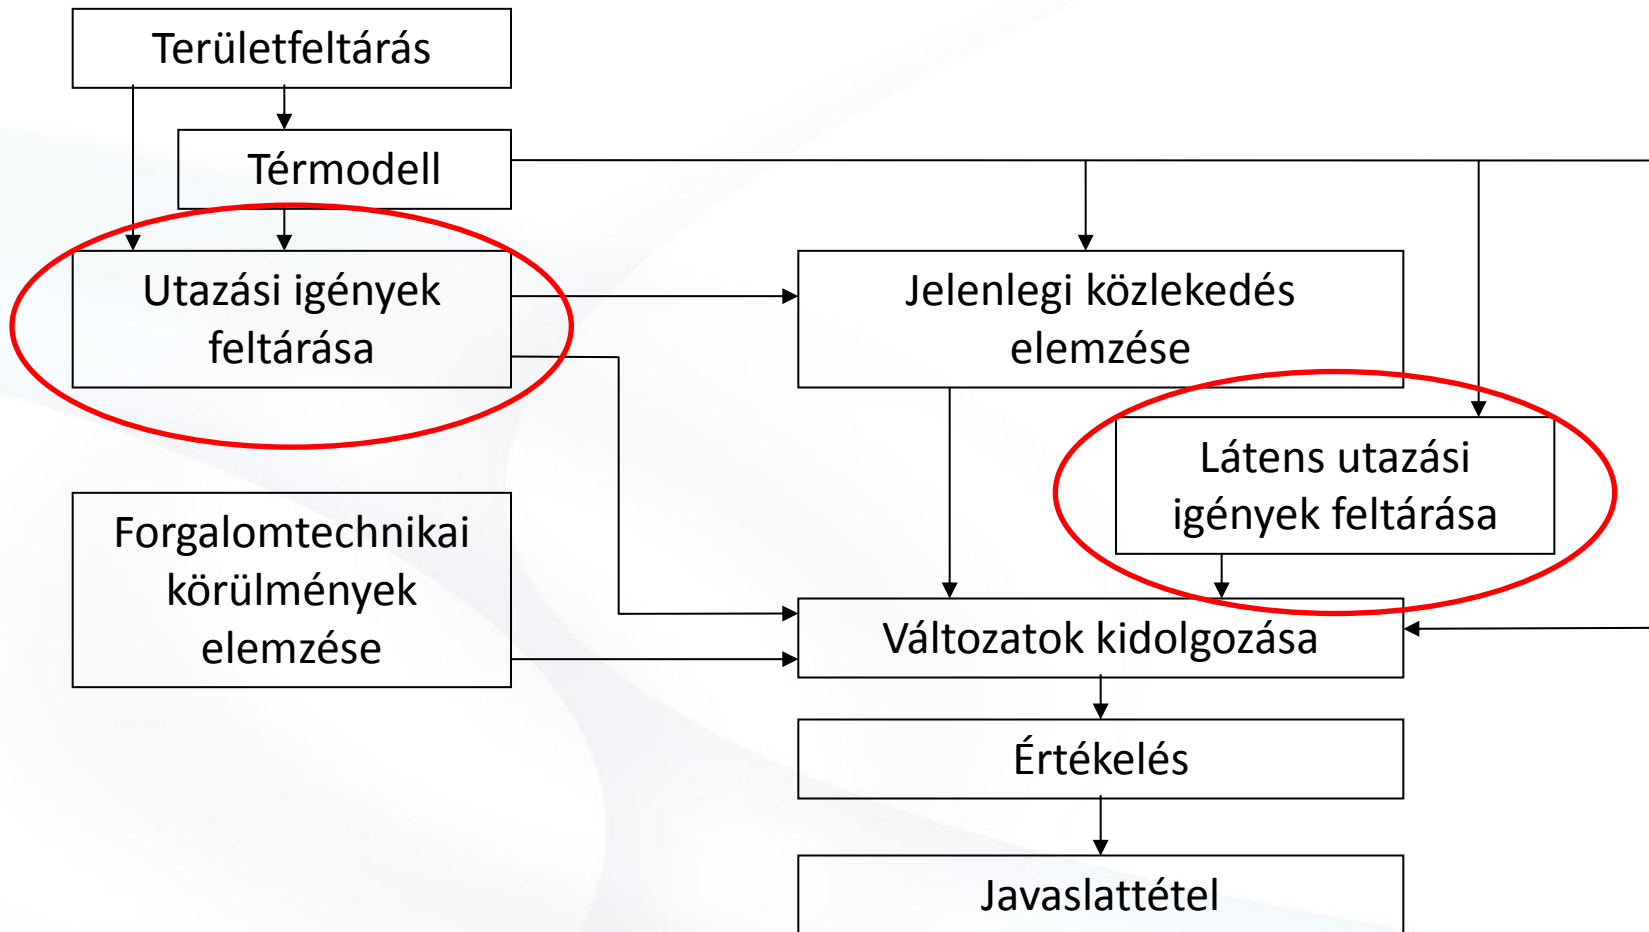 Területfeltárás
Térmodell
Utazási igények
feltárása
Jelenlegi közlekedés
elemzése
Látens utazási
igények feltárása
Forgalomtechnikai
körülmények
elemzése
Változatok kidolgozása
Értékelés
Javaslattétel